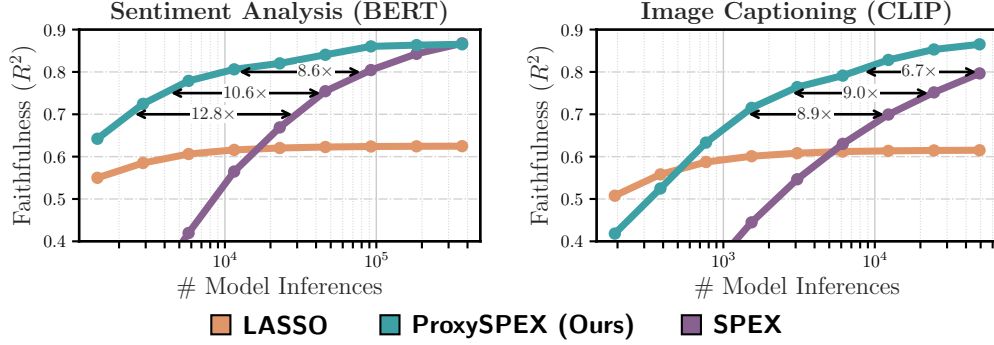 Sentiment Analysis (BERT)
Faithfulness (R²)
0.9
0.8
0.7
0.6
0.5
0.4
8.6×
10.6×
12.8×
10⁴
10⁵
# Model Inferences
Image Captioning (CLIP)
Faithfulness (R²)
0.9
0.8
0.7
0.6
0.5
0.4
6.7×
9.0×
8.9×
10³
10⁴
# Model Inferences
LASSO
ProxySPEX (Ours)
SPEX